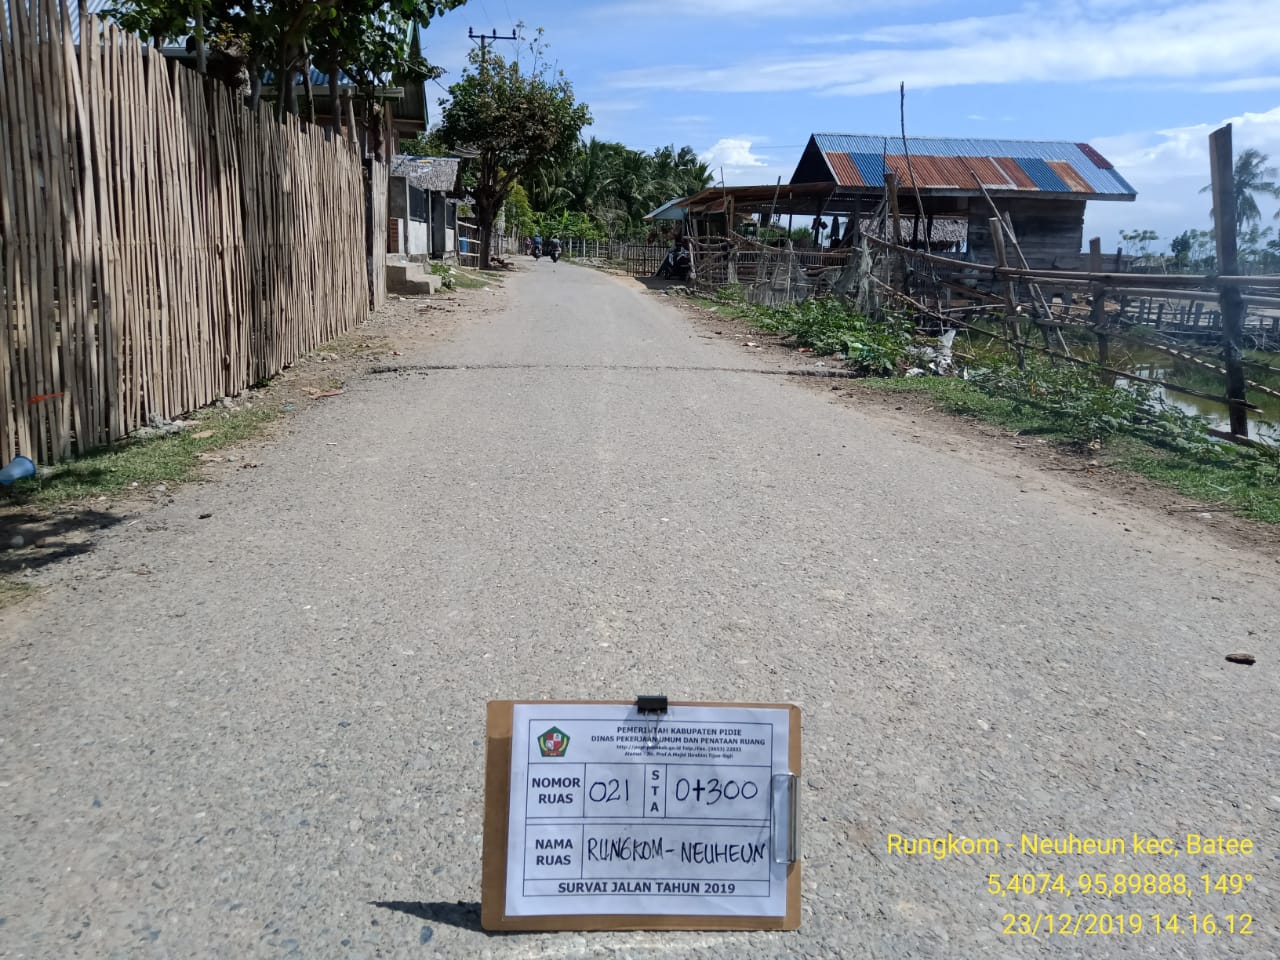 PEMERINTAH KABUPATEN PIDIE
DINAS PEKERJAAN UMUM DAN PENATAAN RUANG
NOMOR RUAS 021 STA 0+300
NAMA RUAS RUNGKOM - NEUHEUN
SURVAI JALAN TAHUN 2019
Rungkom - Neuheun kec, Batee
5,4074, 95,89888, 149°
23/12/2019 14.16.12